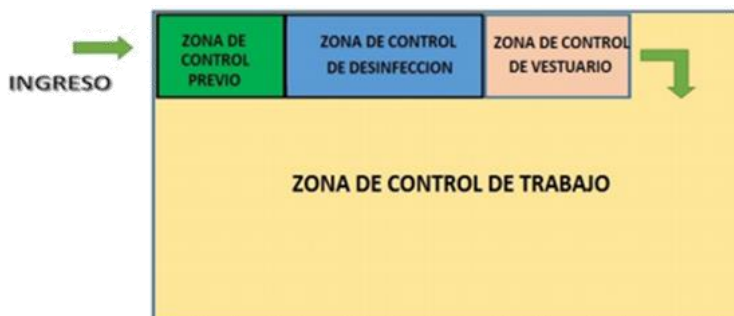 INGRESO
ZONA DE
CONTROL
PREVIO
ZONA DE CONTROL
DE DESINFECCION
ZONA DE CONTROL
DE VESTUARIO
ZONA DE CONTROL DE TRABAJO